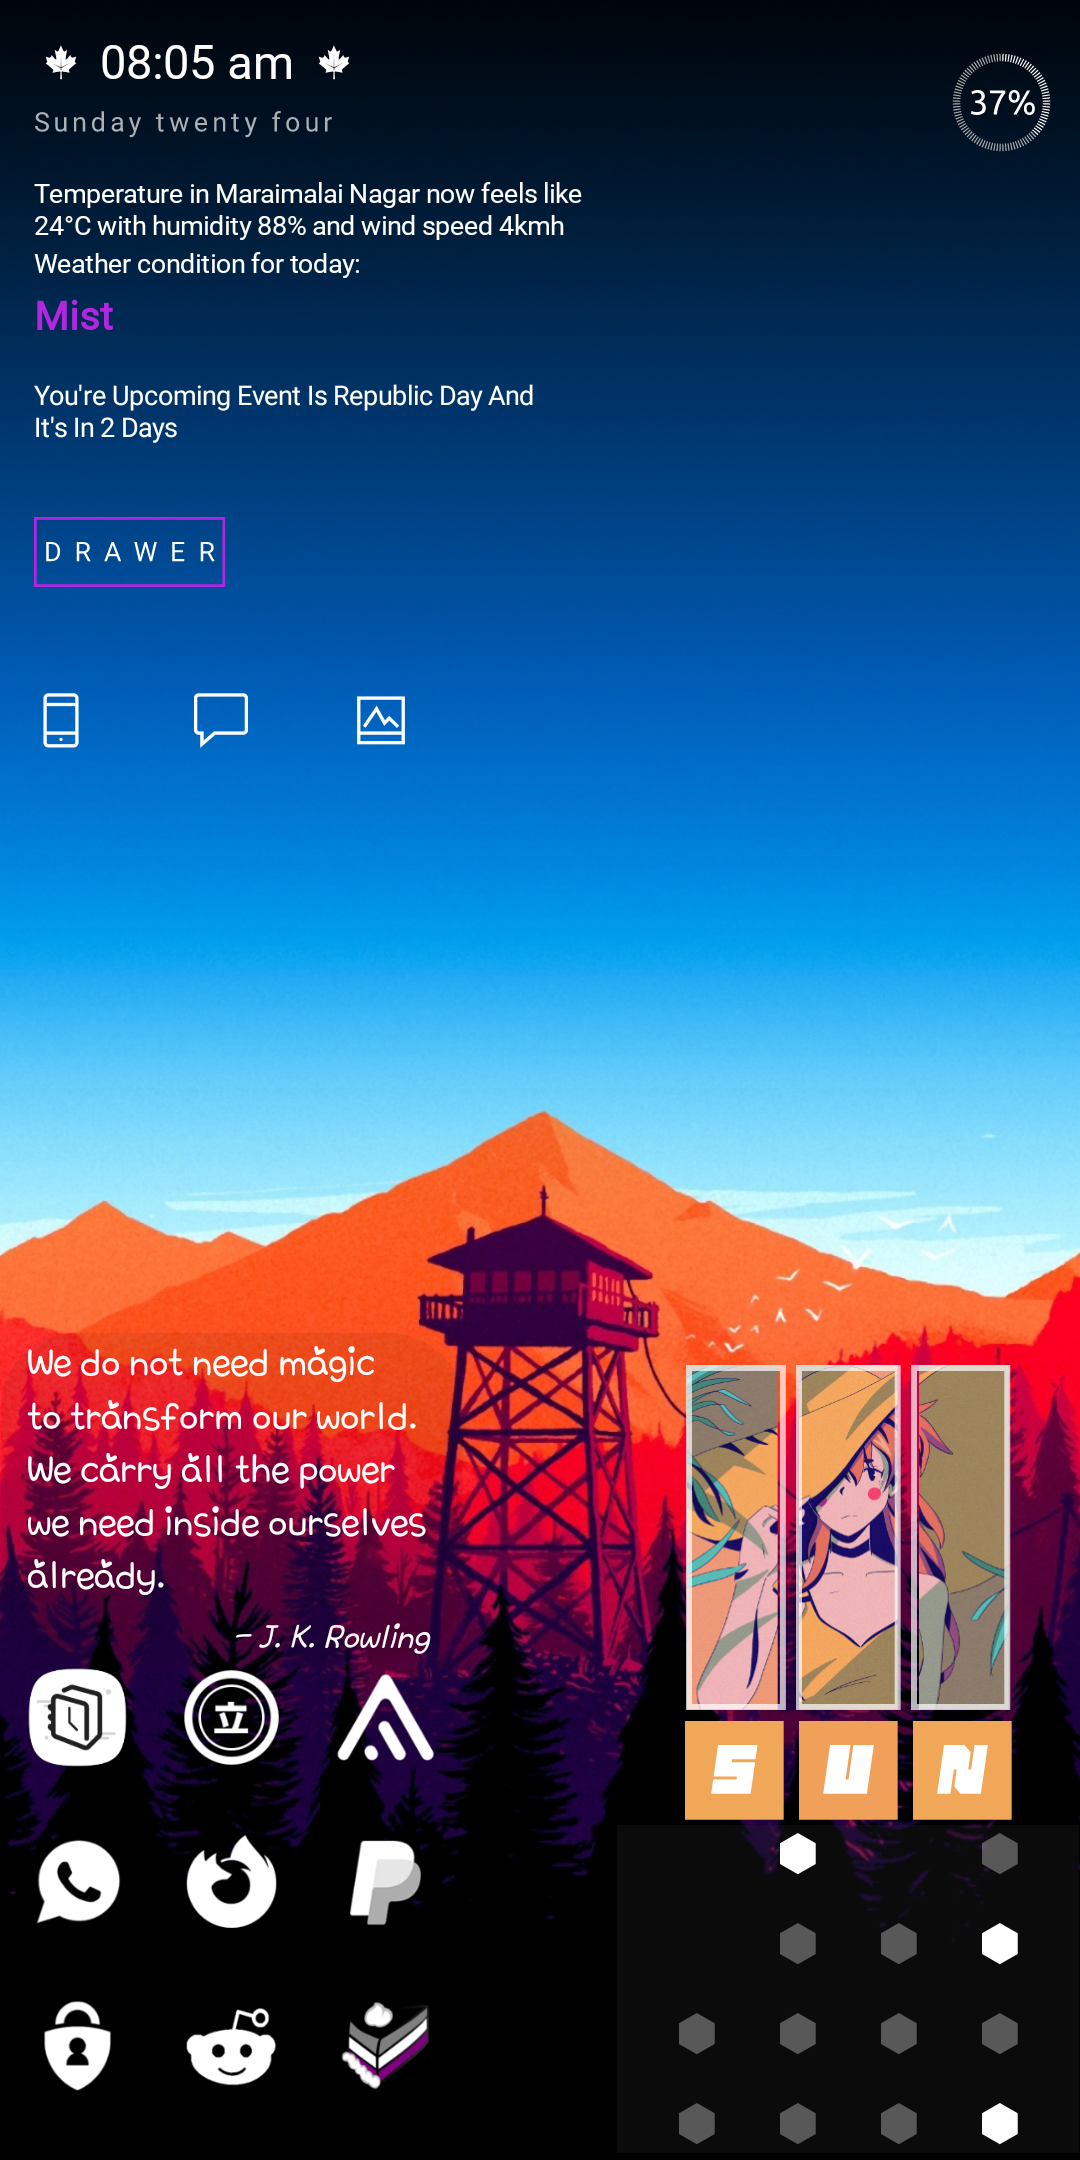 08:05 am
37%
Sunday twenty four
Temperature in Maraimalai Nagar now feels like
24°C with humidity 88% and wind speed 4kmh
Weather condition for today:
Mist
You're Upcoming Event Is Republic Day And
It's In 2 Days
DRAWER
We do not need magic
to transform our world.
We carry all the power
we need inside ourselves
already.
– J. K. Rowling
立
SUN